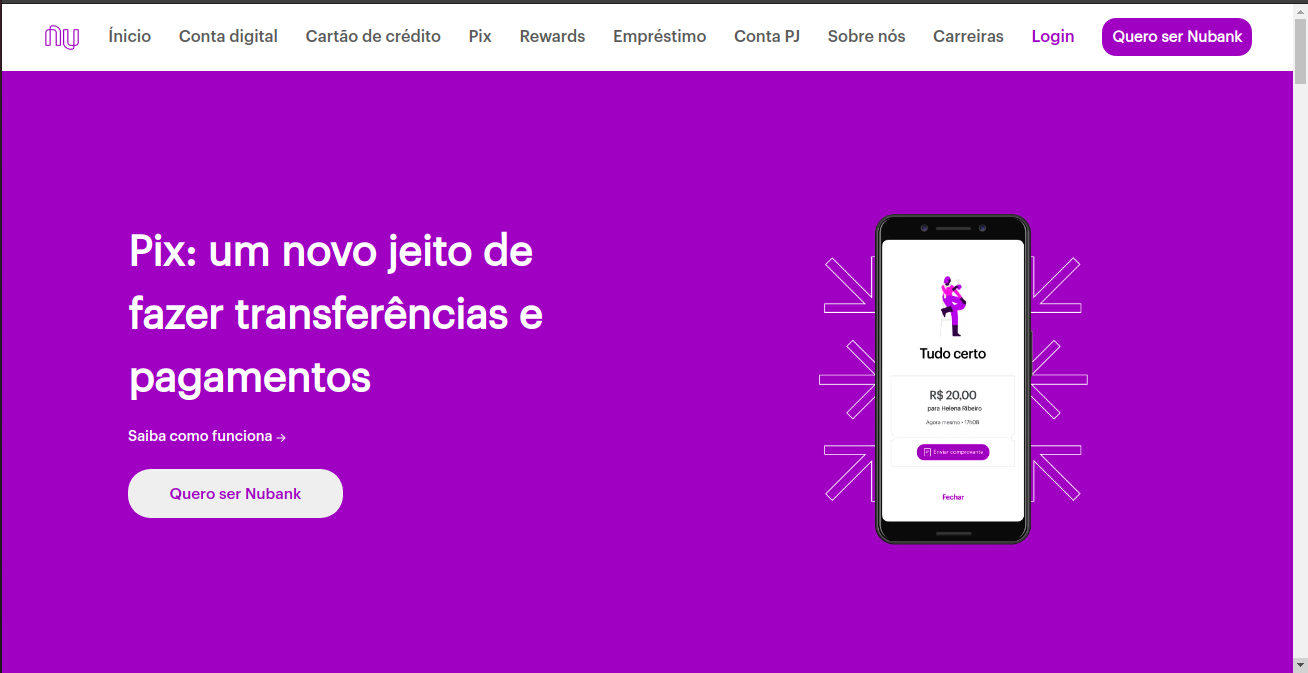 nu Ínicio Conta digital Cartão de crédito Pix Rewards Empréstimo Conta PJ Sobre nós Carreiras Login Quero ser Nubank
Pix: um novo jeito de
fazer transferências e
pagamentos
Saiba como funciona →
Quero ser Nubank
Tudo certo
R$ 20,00
para Helena Ribeiro
Agora mesmo • 17h08
Enviar comprovante
Fechar